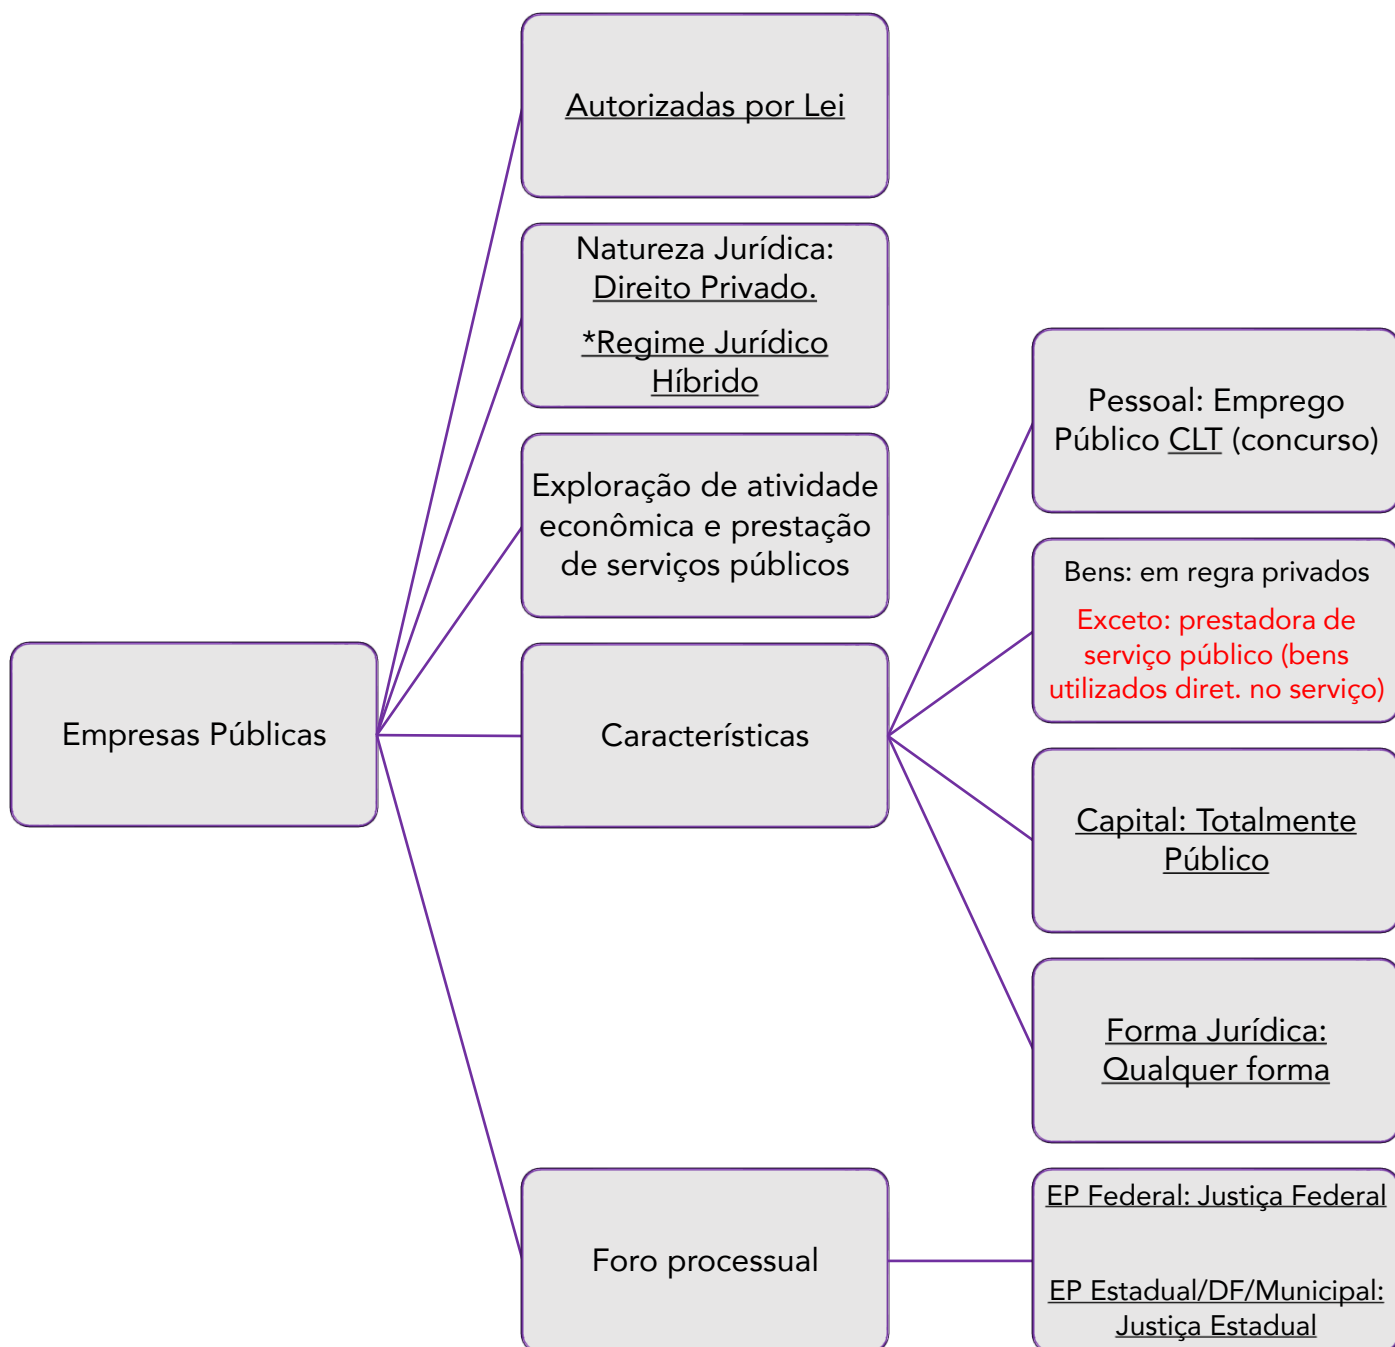 Autorizadas por Lei
Natureza Jurídica:
Direito Privado.
*Regime Jurídico
Híbrido
Exploração de atividade
econômica e prestação
de serviços públicos
Empresas Públicas
Características
Pessoal: Emprego
Público CLT (concurso)
Bens: em regra privados
Exceto: prestadora de
serviço público (bens
utilizados diret. no serviço)
Capital: Totalmente
Público
Forma Jurídica:
Qualquer forma
Foro processual
EP Federal: Justiça Federal
EP Estadual/DF/Municipal:
Justiça Estadual